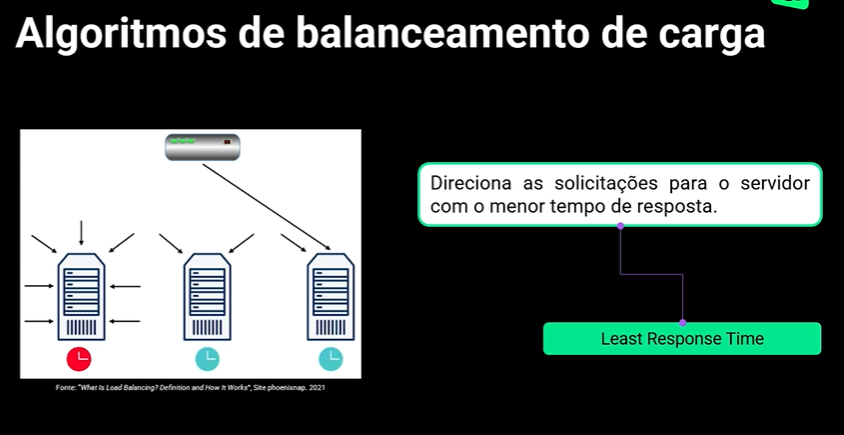 Algoritmos de balanceamento de carga
Direciona as solicitações para o servidor
com o menor tempo de resposta.
Least Response Time
Fonte: "What Is Load Balancing? Definition and How It Works", Site phoenixnap. 2021